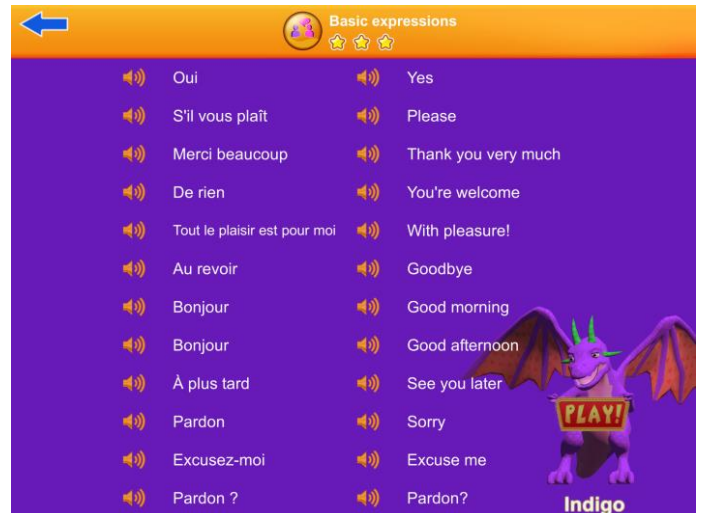 Basic expressions
Oui Yes
S'il vous plaît Please
Merci beaucoup Thank you very much
De rien You're welcome
Tout le plaisir est pour moi With pleasure!
Au revoir Goodbye
Bonjour Good morning
Bonjour Good afternoon
À plus tard See you later
Pardon Sorry
Excusez-moi Excuse me
Pardon ? Pardon?
PLAY!
Indigo